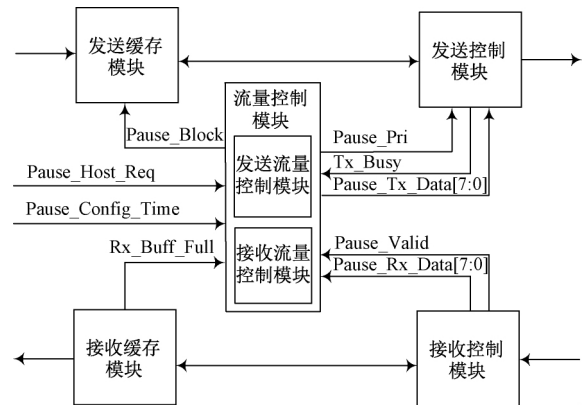 发送缓存
模块
发送控制
模块
流量控制
模块
Pause_Block
Pause_Pri
发送流量
控制模块
Tx_Busy
Pause_Host_Req
Pause_Tx_Data[7:0]
Pause_Config_Time
Rx_Buff_Full
接收流量
控制模块
Pause_Valid
Pause_Rx_Data[7:0]
接收缓存
模块
接收控制
模块